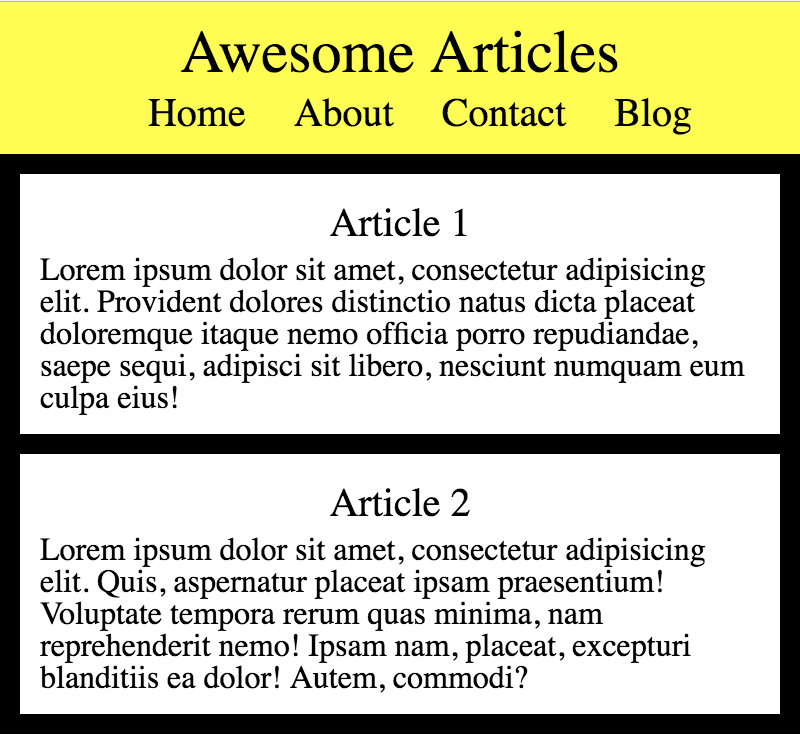 Awesome Articles
Home About Contact Blog
Article 1
Lorem ipsum dolor sit amet, consectetur adipisicing
elit. Provident dolores distinctio natus dicta placeat
doloremque itaque nemo officia porro repudiandae,
saepe sequi, adipisci sit libero, nesciunt numquam eum
culpa eius!
Article 2
Lorem ipsum dolor sit amet, consectetur adipisicing
elit. Quis, aspernatur placeat ipsam praesentium!
Voluptate tempora rerum quas minima, nam
reprehenderit nemo! Ipsam nam, placeat, excepturi
blanditiis ea dolor! Autem, commodi?